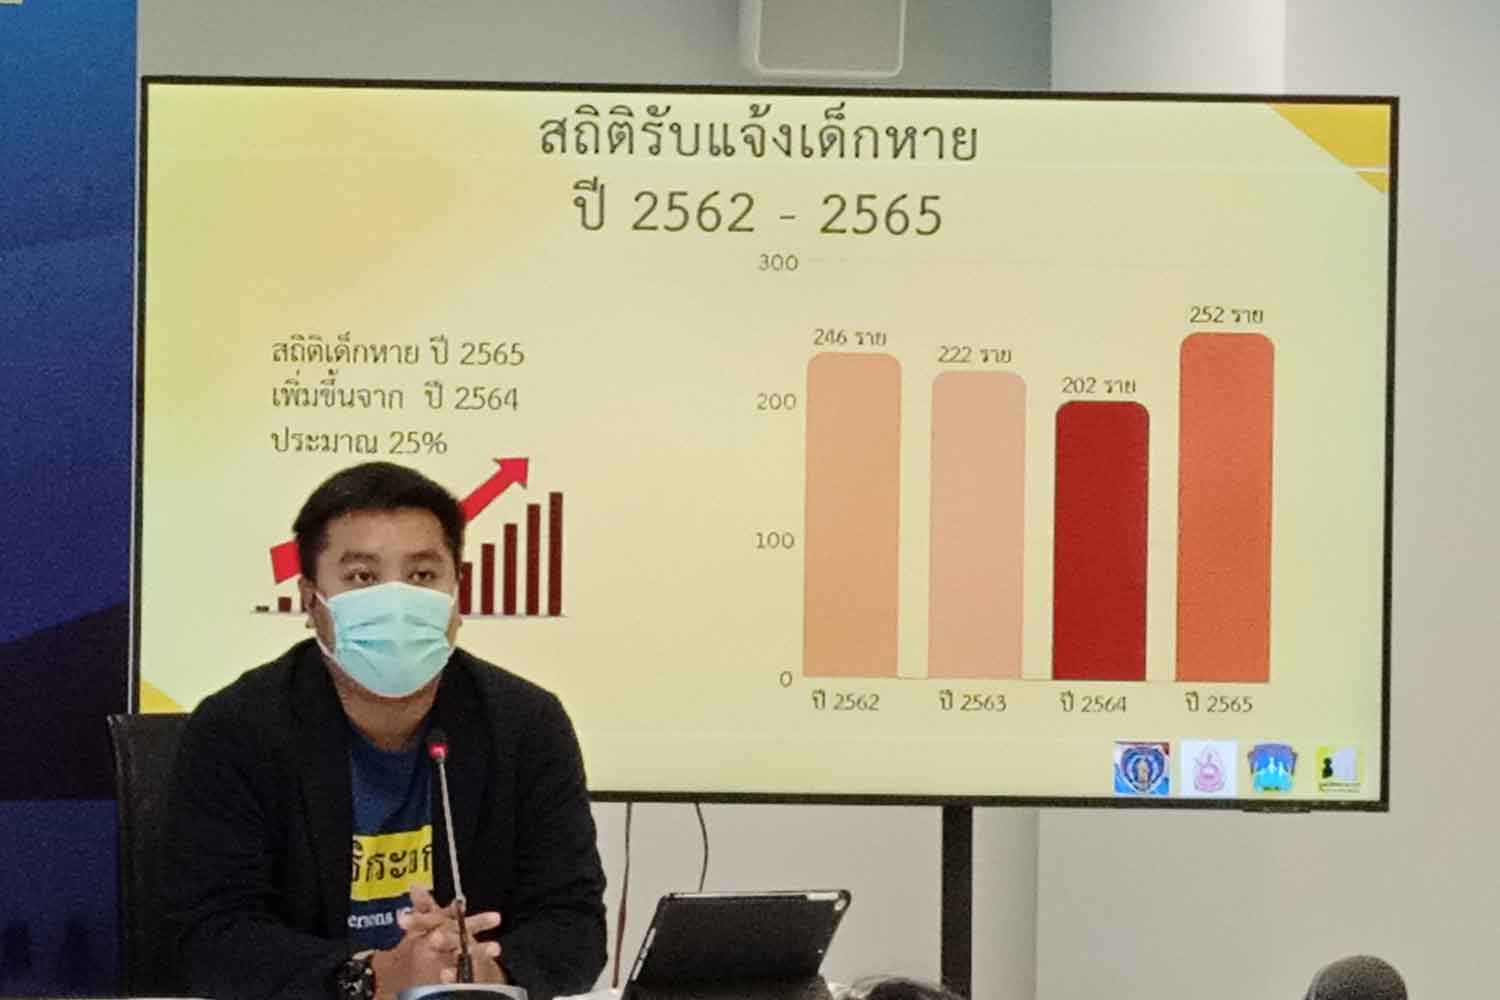 สถิติรับแจ้งเด็กหาย
ปี 2562 - 2565
สถิติเด็กหาย ปี 2565
เพิ่มขึ้นจาก ปี 2564
ประมาณ 25%
300
200
100
0
246 ราย
222 ราย
202 ราย
252 ราย
ปี 2562
ปี 2563
ปี 2564
ปี 2565